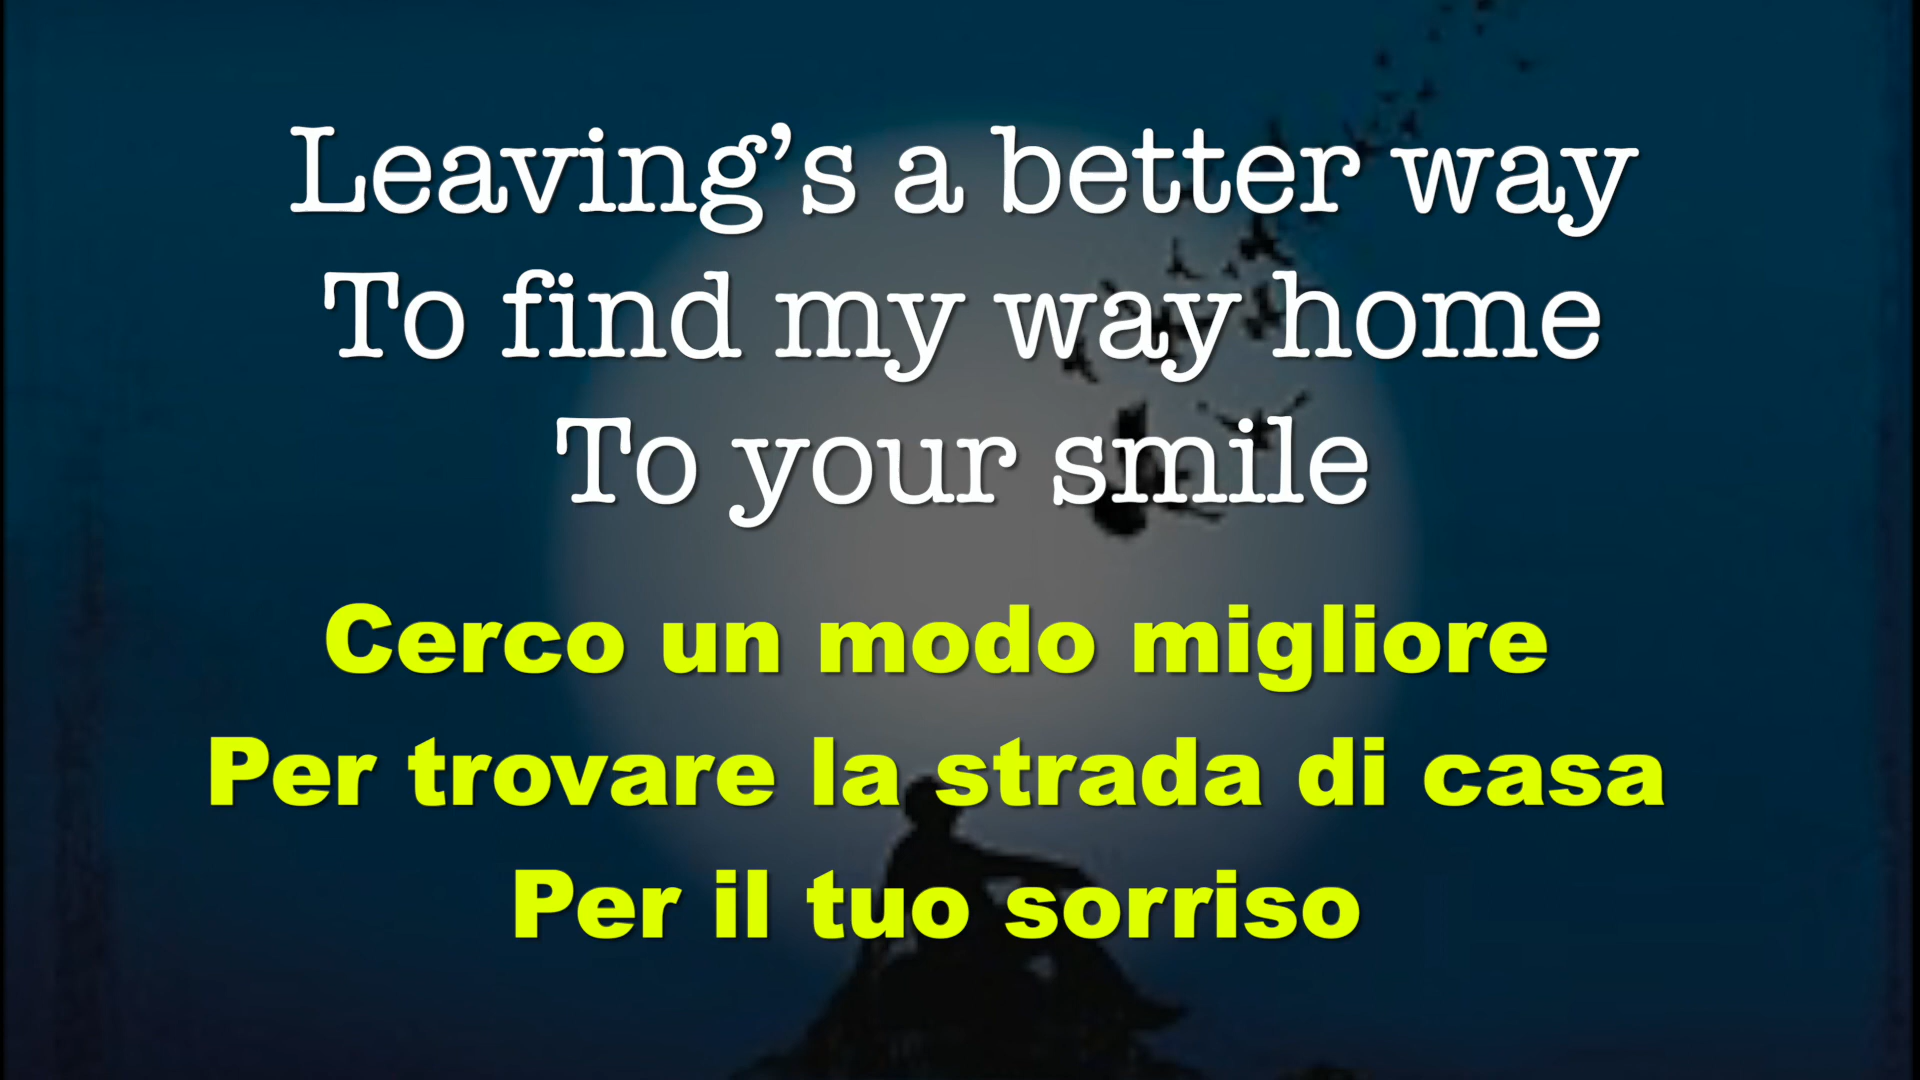 Leaving’s a better way
To find my way home
To your smile
Cerco un modo migliore
Per trovare la strada di casa
Per il tuo sorriso